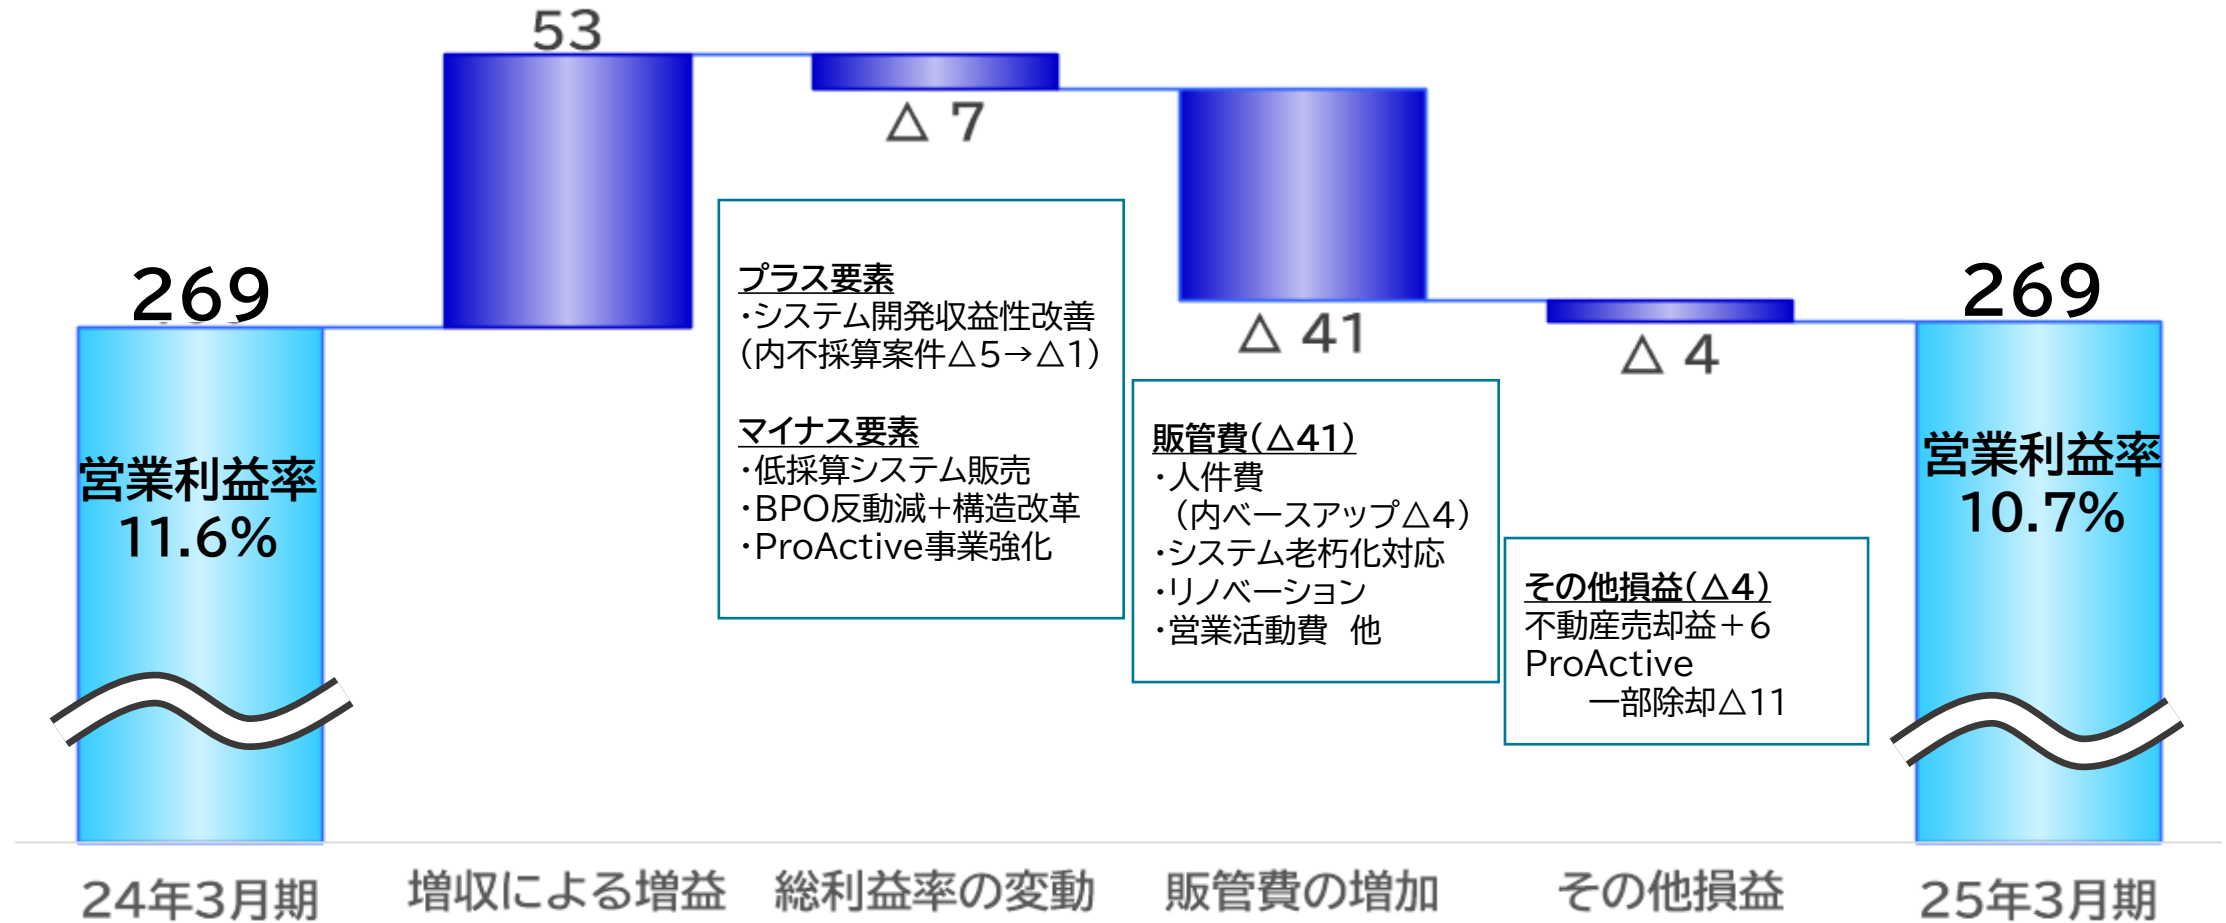 53
△ 7
269
269
プラス要素
・システム開発収益性改善
(内不採算案件△5→△1)
マイナス要素
・低採算システム販売
・BPO反動減+構造改革
・ProActive事業強化
△ 41
△ 4
営業利益率
11.6%
販管費(△41)
・人件費
(内ベースアップ△4)
・システム老朽化対応
・リノベーション
・営業活動費 他
その他損益(△4)
不動産売却益+6
ProActive
一部除却△11
営業利益率
10.7%
24年3月期
増収による増益
総利益率の変動
販管費の増加
その他損益
25年3月期